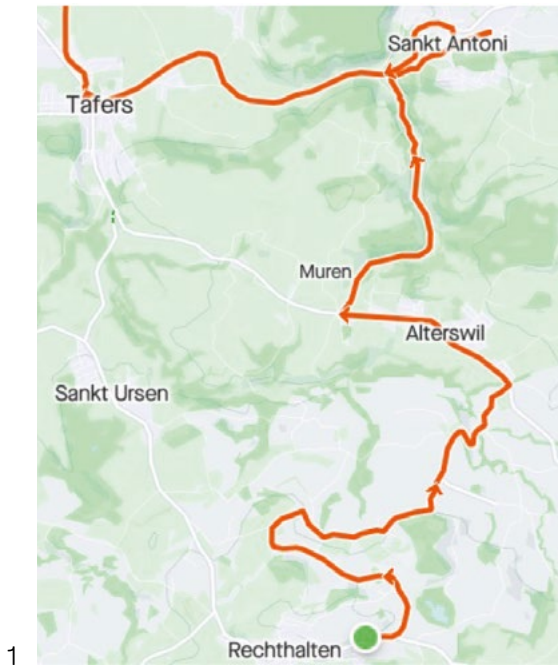 Sankt Antoni
Tafers
Muren
Alterswil
Sankt Ursen
Rechthalten
1